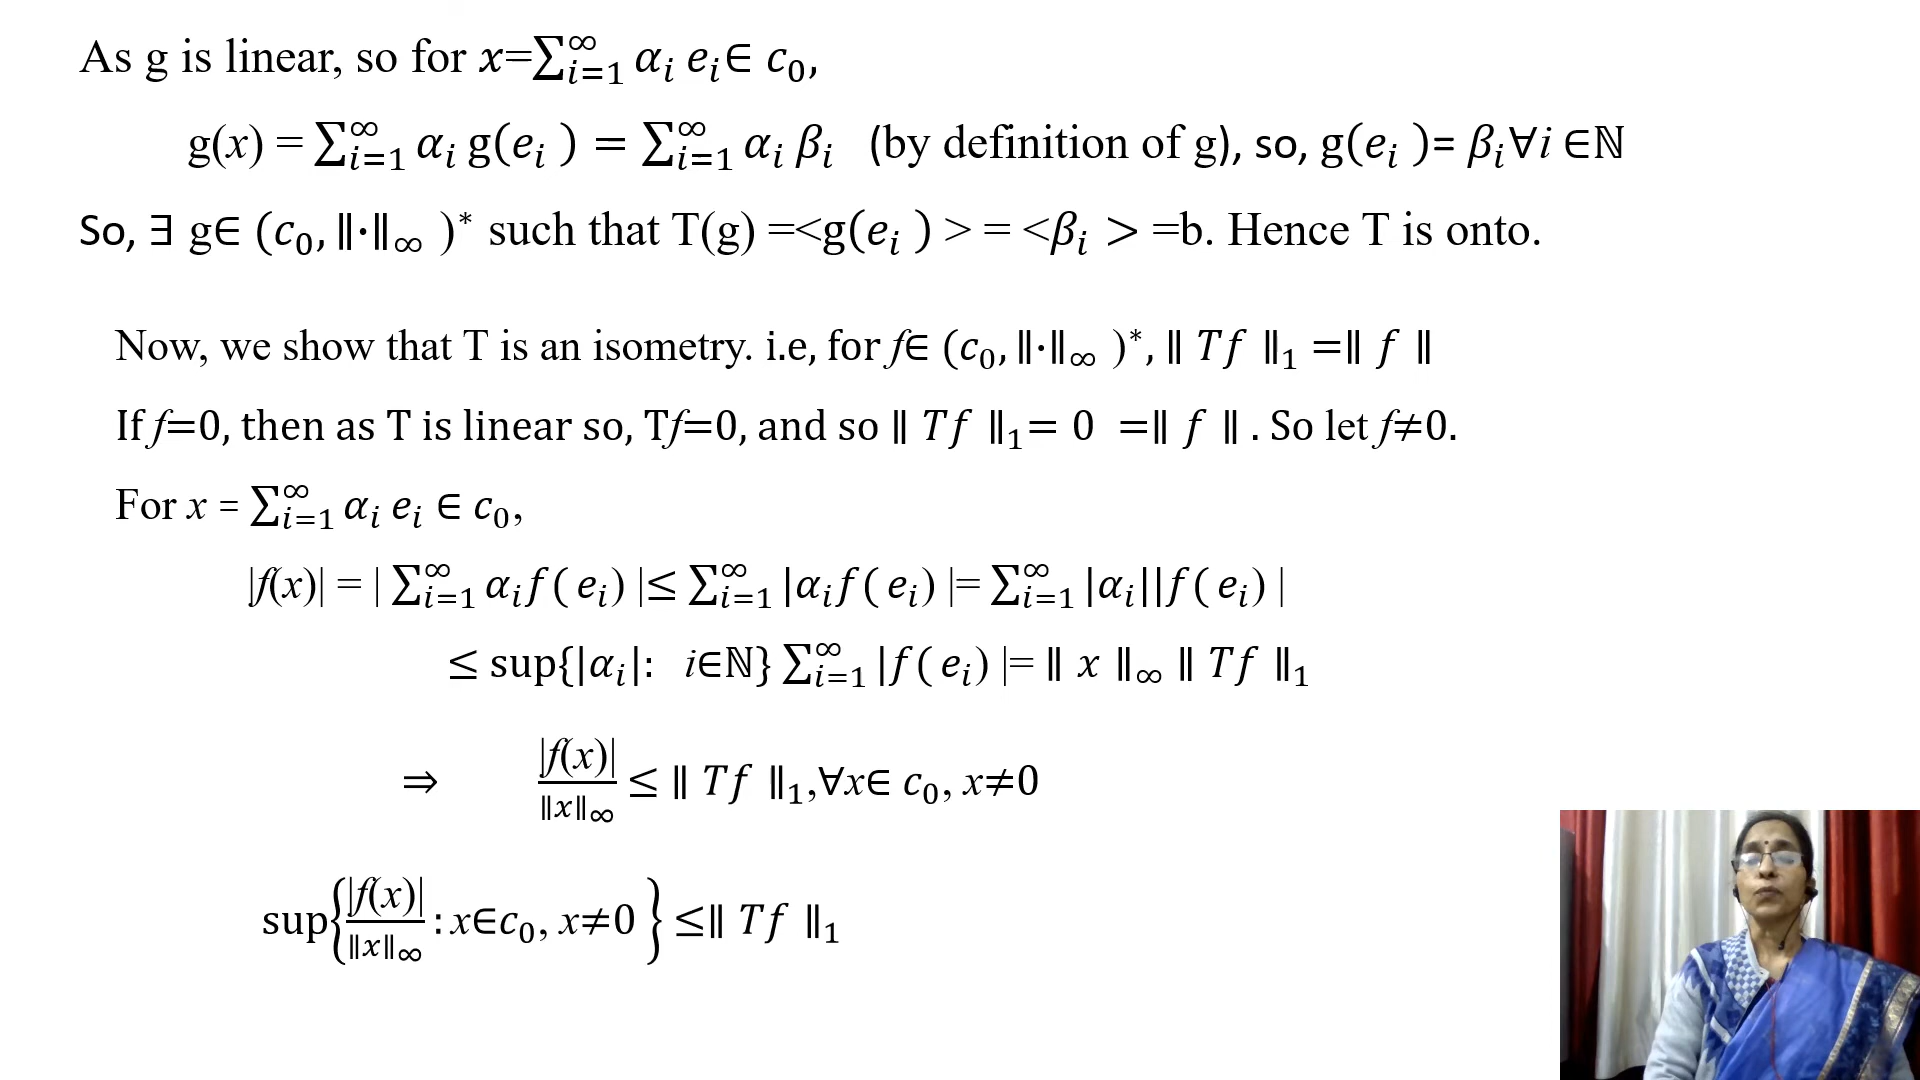 As g is linear, so for x=∑_{i=1}^{∞} α_i e_i∈ c_0,
g(x) = ∑_{i=1}^{∞} α_i g(e_i ) = ∑_{i=1}^{∞} α_i β_i (by definition of g), so, g(e_i )= β_i∀i ∈ℕ
So, ∃ g∈ (c_0, ‖·‖_∞ )* such that T(g) =<g(e_i ) > = <β_i > =b. Hence T is onto.
Now, we show that T is an isometry. i.e, for f∈ (c_0, ‖·‖_∞ )*, ‖ Tf ‖_1 =‖ f ‖
If f=0, then as T is linear so, Tf=0, and so ‖ Tf ‖_1= 0 =‖ f ‖ . So let f≠0.
For x = ∑_{i=1}^{∞} α_i e_i ∈ c_0,
|f(x)| = | ∑_{i=1}^{∞} α_i f( e_i) |≤ ∑_{i=1}^{∞} |α_i f( e_i) |= ∑_{i=1}^{∞} |α_i||f( e_i) |
≤ sup{|α_i|: i∈ℕ} ∑_{i=1}^{∞} |f( e_i) |= ‖ x ‖_∞ ‖ Tf ‖_1
⇒ |f(x)|/‖x‖_∞ ≤ ‖ Tf ‖_1,∀x∈ c_0, x≠0
sup{|f(x)|/‖x‖_∞ : x∈c_0, x≠0 } ≤‖ Tf ‖_1